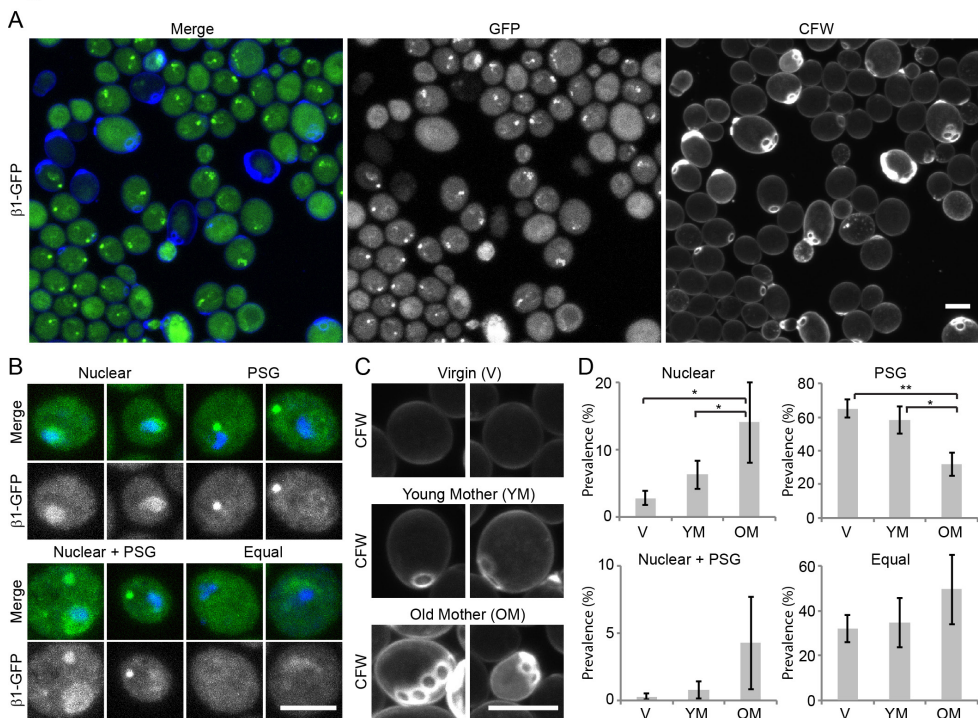 A
Merge
GFP
CFW
β1-GFP
B
Nuclear
PSG
Merge
β1-GFP
Nuclear + PSG
Equal
Merge
β1-GFP
C
Virgin (V)
CFW
Young Mother (YM)
CFW
Old Mother (OM)
CFW
D
Nuclear
Prevalence (%)
20
10
0
*
*
V YM OM
PSG
Prevalence (%)
80
60
40
20
0
**
*
V YM OM
Nuclear + PSG
Prevalence (%)
10
5
0
V YM OM
Equal
Prevalence (%)
60
40
20
0
V YM OM